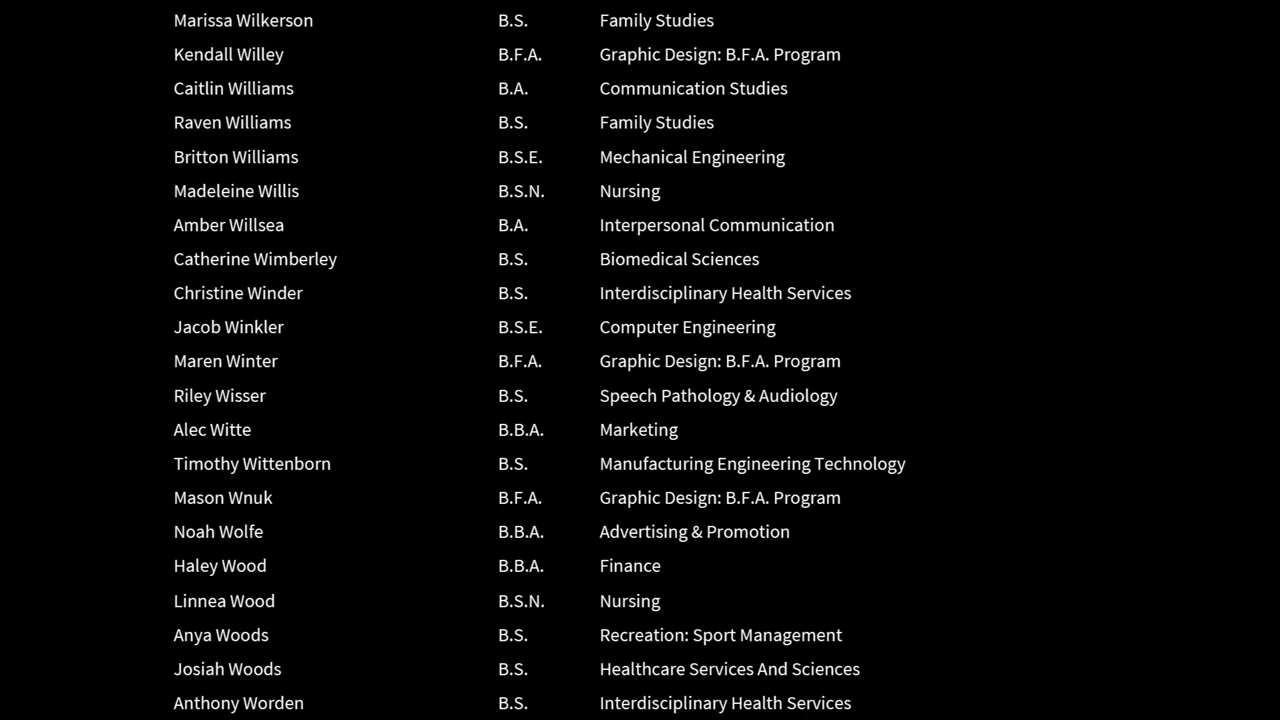 Marissa Wilkerson B.S. Family Studies
Kendall Willey B.F.A. Graphic Design: B.F.A. Program
Caitlin Williams B.A. Communication Studies
Raven Williams B.S. Family Studies
Britton Williams B.S.E. Mechanical Engineering
Madeleine Willis B.S.N. Nursing
Amber Willsea B.A. Interpersonal Communication
Catherine Wimberley B.S. Biomedical Sciences
Christine Winder B.S. Interdisciplinary Health Services
Jacob Winkler B.S.E. Computer Engineering
Maren Winter B.F.A. Graphic Design: B.F.A. Program
Riley Wisser B.S. Speech Pathology & Audiology
Alec Witte B.B.A. Marketing
Timothy Wittenborn B.S. Manufacturing Engineering Technology
Mason Wnuk B.F.A. Graphic Design: B.F.A. Program
Noah Wolfe B.B.A. Advertising & Promotion
Haley Wood B.B.A. Finance
Linnea Wood B.S.N. Nursing
Anya Woods B.S. Recreation: Sport Management
Josiah Woods B.S. Healthcare Services And Sciences
Anthony Worden B.S. Interdisciplinary Health Services